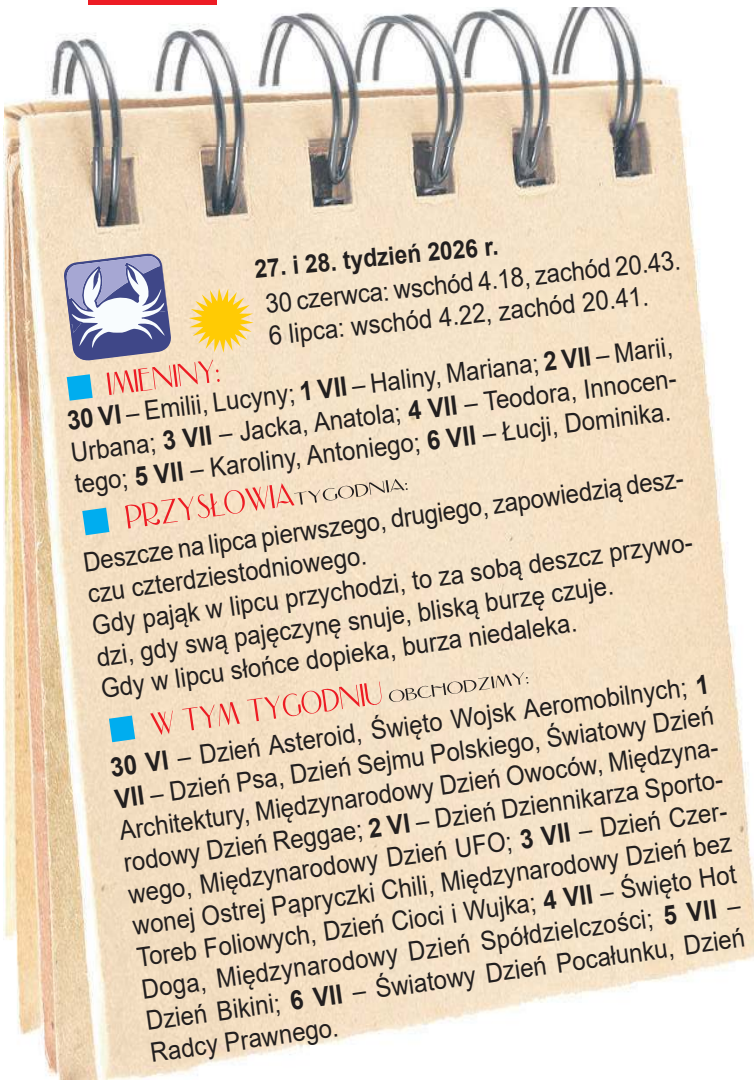 27. i 28. tydzień 2026 r.
30 czerwca: wschód 4.18, zachód 20.43.
6 lipca: wschód 4.22, zachód 20.41.
IMIENINY:
30 VI – Emilii, Lucyny; 1 VII – Haliny, Mariana; 2 VII – Marii,
Urbana; 3 VII – Jacka, Anatola; 4 VII – Teodora, Innocen-
tego; 5 VII – Karoliny, Antoniego; 6 VII – Łucji, Dominika.
PRZYSŁOWIA TYGODNIA:
Deszcze na lipca pierwszego, drugiego, zapowiedzią desz-
czu czterdziestodniowego.
Gdy pająk w lipcu przychodzi, to za sobą deszcz przywo-
dzi, gdy swą pajęczynę snuje, bliską burzę czuje.
Gdy w lipcu słońce dopieka, burza niedaleka.
W TYM TYGODNIU OBCHODZIMY:
30 VI – Dzień Asteroid, Święto Wojsk Aeromobilnych; 1
VII – Dzień Psa, Dzień Sejmu Polskiego, Światowy Dzień
Architektury, Międzynarodowy Dzień Owoców, Międzyna-
rodowy Dzień Reggae; 2 VI – Dzień Dziennikarza Sporto-
wego, Międzynarodowy Dzień UFO; 3 VII – Dzień Czer-
wonej Ostrej Papryczki Chili, Międzynarodowy Dzień bez
Toreb Foliowych, Dzień Cioci i Wujka; 4 VII – Święto Hot
Doga, Międzynarodowy Dzień Spółdzielczości; 5 VII –
Dzień Bikini; 6 VII – Światowy Dzień Pocałunku, Dzień
Radcy Prawnego.